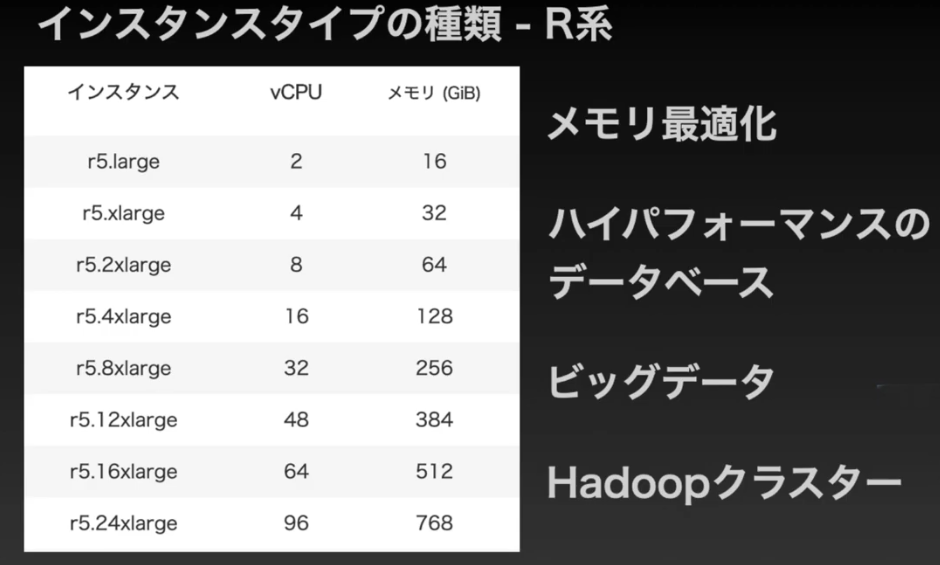 インスタンスタイプの種類 - R系
インスタンス vCPU メモリ (GiB)
r5.large 2 16
r5.xlarge 4 32
r5.2xlarge 8 64
r5.4xlarge 16 128
r5.8xlarge 32 256
r5.12xlarge 48 384
r5.16xlarge 64 512
r5.24xlarge 96 768
メモリ最適化
ハイパフォーマンスの
データベース
ビッグデータ
Hadoopクラスター